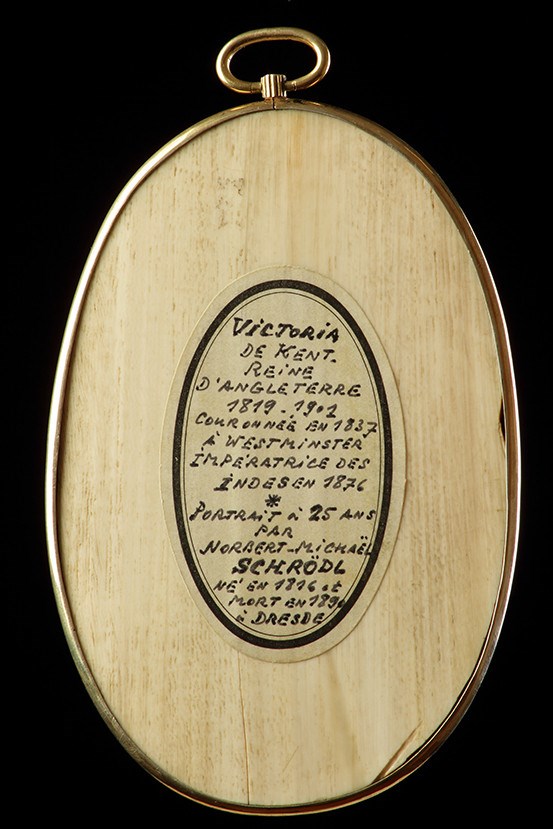 VICTORIA
DE KENT.
REINE
D'ANGLETERRE
1819.1901
COURONNÉE EN 1837
À WESTMINSTER
IMPÉRATRICE DES
INDES EN 1876
*
PORTRAIT à 25 ANS
PAR
NORBERT-MICHAËL
SCHRÖDL
NÉ EN 1816 et
MORT EN
à DRESDE